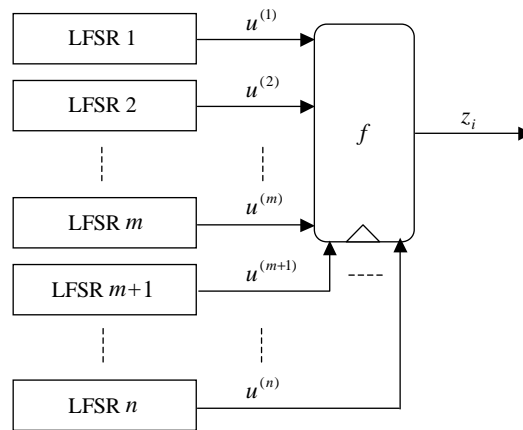 LFSR 1
u^(1)
LFSR 2
u^(2)
f
z_i
LFSR m
u^(m)
LFSR m+1
u^(m+1)
LFSR n
u^(n)